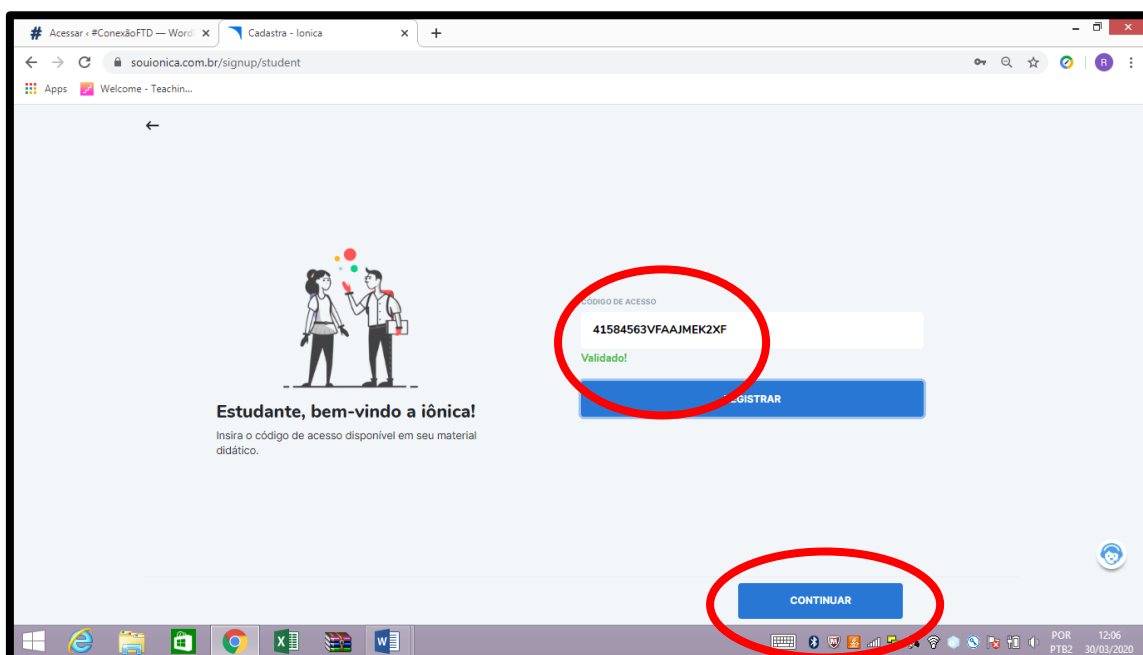 Acessar ‹ #ConexãoFTD — Word
Cadastra - Ionica
souionica.com.br/signup/student
R
Apps
Welcome - Teachin...
CÓDIGO DE ACESSO
41584563VFAAJMEK2XF
Validado!
REGISTRAR
Estudante, bem-vindo a iônica!
Insira o código de acesso disponível em seu material
didático.
CONTINUAR
POR 12:06
PTB2 30/03/2020